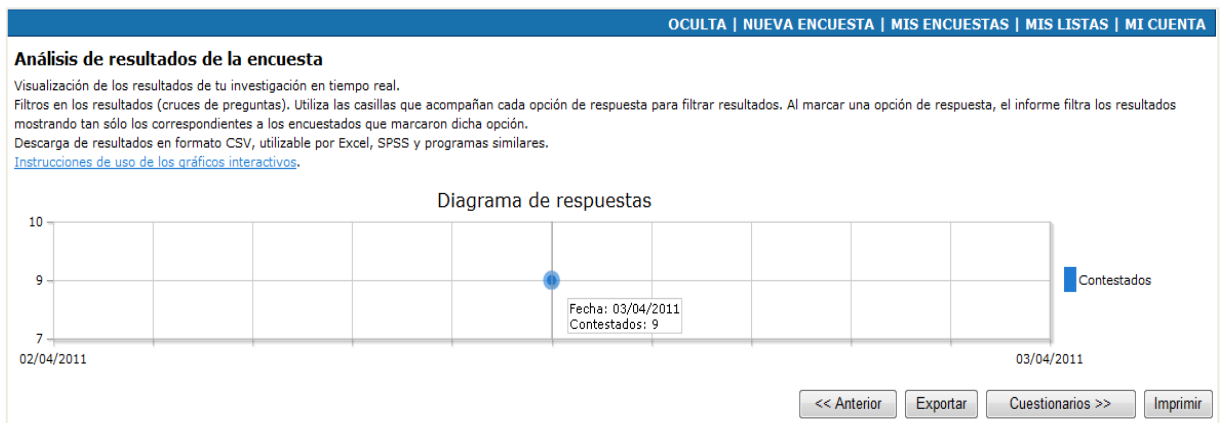 OCULTA | NUEVA ENCUESTA | MIS ENCUESTAS | MIS LISTAS | MI CUENTA
Análisis de resultados de la encuesta
Visualización de los resultados de tu investigación en tiempo real.
Filtros en los resultados (cruces de preguntas). Utiliza las casillas que acompañan cada opción de respuesta para filtrar resultados. Al marcar una opción de respuesta, el informe filtra los resultados
mostrando tan sólo los correspondientes a los encuestados que marcaron dicha opción.
Descarga de resultados en formato CSV, utilizable por Excel, SPSS y programas similares.
Instrucciones de uso de los gráficos interactivos.
Diagrama de respuestas
10
9
Contestados
Fecha: 03/04/2011
Contestados: 9
7
02/04/2011
03/04/2011
<< Anterior
Exportar
Cuestionarios >>
Imprimir